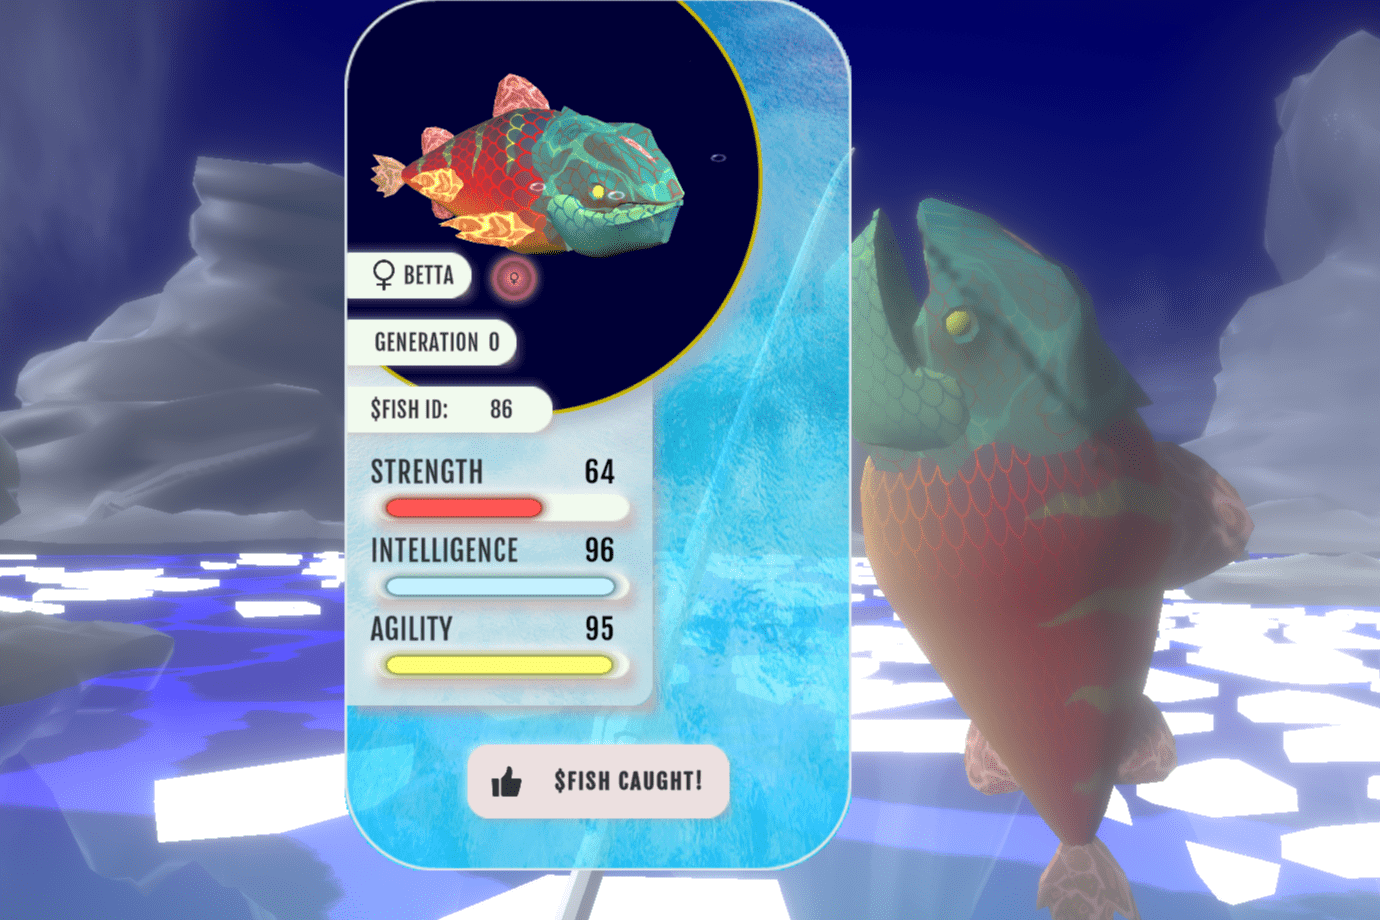 ♀ BETTA
GENERATION 0
$FISH ID: 86
STRENGTH 64
INTELLIGENCE 96
AGILITY 95
$FISH CAUGHT!